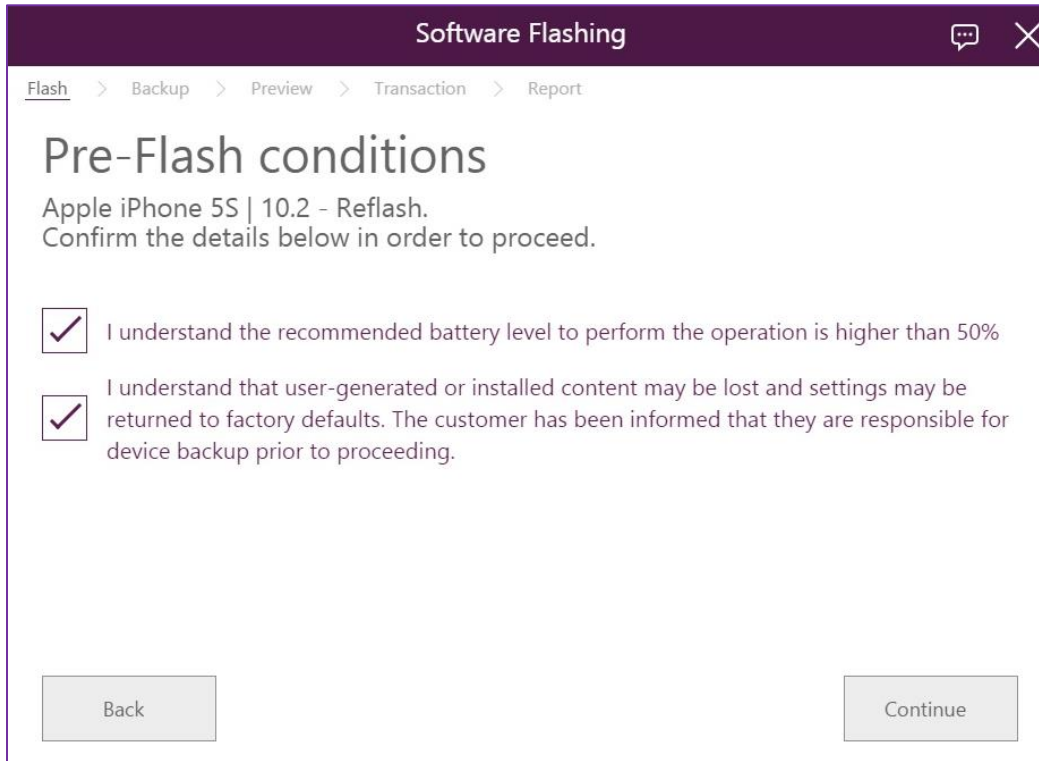 Software Flashing
Flash > Backup > Preview > Transaction > Report
Pre-Flash conditions
Apple iPhone 5S | 10.2 - Reflash.
Confirm the details below in order to proceed.
I understand the recommended battery level to perform the operation is higher than 50%
I understand that user-generated or installed content may be lost and settings may be
returned to factory defaults. The customer has been informed that they are responsible for
device backup prior to proceeding.
Back
Continue